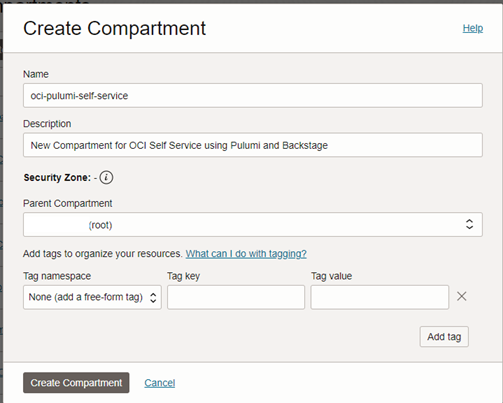 Create Compartment
Help
Name
oci-pulumi-self-service
Description
New Compartment for OCI Self Service using Pulumi and Backstage
Security Zone: - i
Parent Compartment
(root)
Add tags to organize your resources. What can I do with tagging?
Tag namespace Tag key Tag value
None (add a free-form tag)
Add tag
Create Compartment Cancel